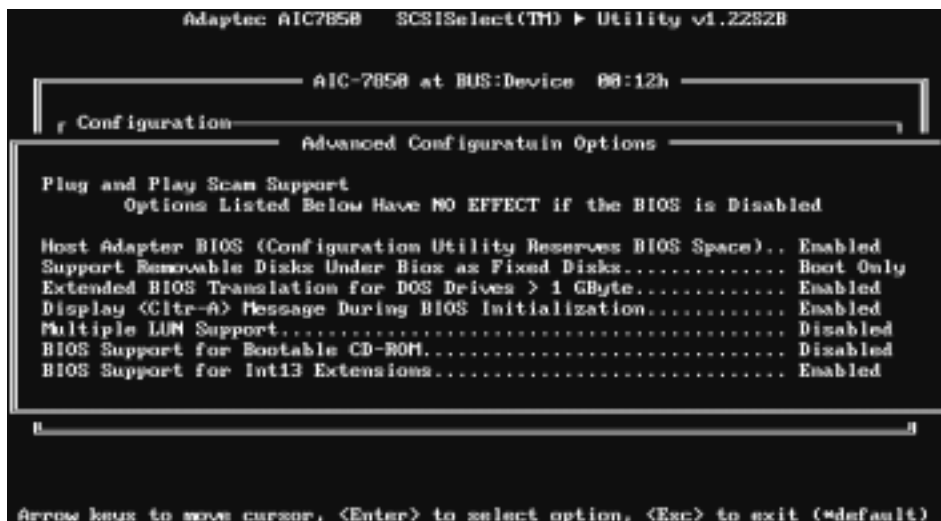 Adaptec AIC7850 SCSISelect(TM) ► Utility v1.22S2B
AIC-7850 at BUS:Device 00:12h
Configuration
Advanced Configuratuin Options
Plug and Play Scam Support
Options Listed Below Have NO EFFECT if the BIOS is Disabled
Host Adapter BIOS (Configuration Utility Reserves BIOS Space).. Enabled
Support Removable Disks Under Bios as Fixed Disks.............. Boot Only
Extended BIOS Translation for DOS Drives > 1 GByte............. Enabled
Display <Cltr-A> Message During BIOS Initialization............ Enabled
Multiple LUN Support........................................... Disabled
BIOS Support for Bootable CD-ROM............................... Disabled
BIOS Support for Int13 Extensions.............................. Enabled
Arrow keys to move cursor, <Enter> to select option, <Esc> to exit (*default)